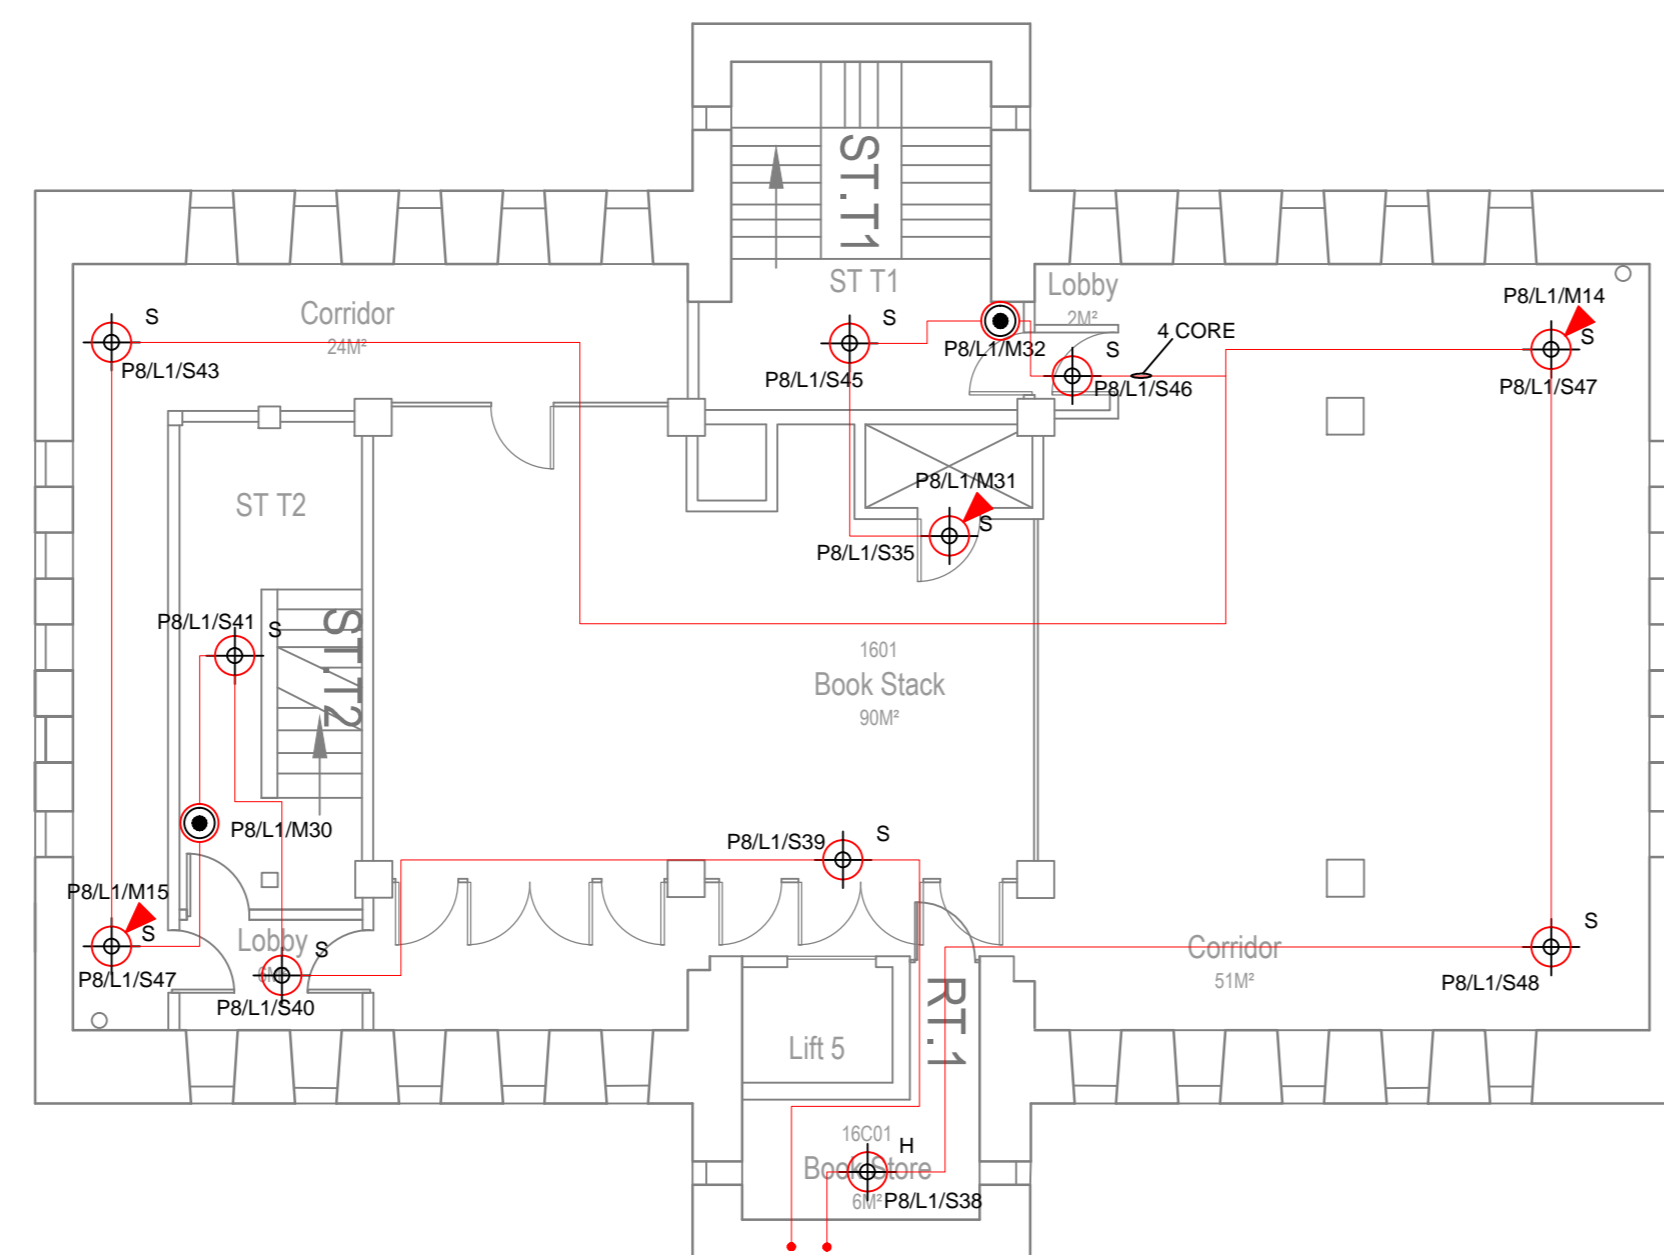 ST.T1
ST T1
Lobby
2M²
P8/L1/M14
S
P8/L1/S47
Corridor
24M²
S
P8/L1/S43
S
P8/L1/S45
P8/L1/M32
4 CORE
S
P8/L1/S46
P8/L1/M31
S
P8/L1/S35
ST T2
P8/L1/S41
S
ST.T2
1601
Book Stack
90M²
P8/L1/M30
P8/L1/S39
S
P8/L1/M15
S
P8/L1/S47
Lobby
S
P8/L1/S40
Corridor
51M²
S
P8/L1/S48
RT.1
Lift 5
16C01
H
Book Store
6M²
P8/L1/S38